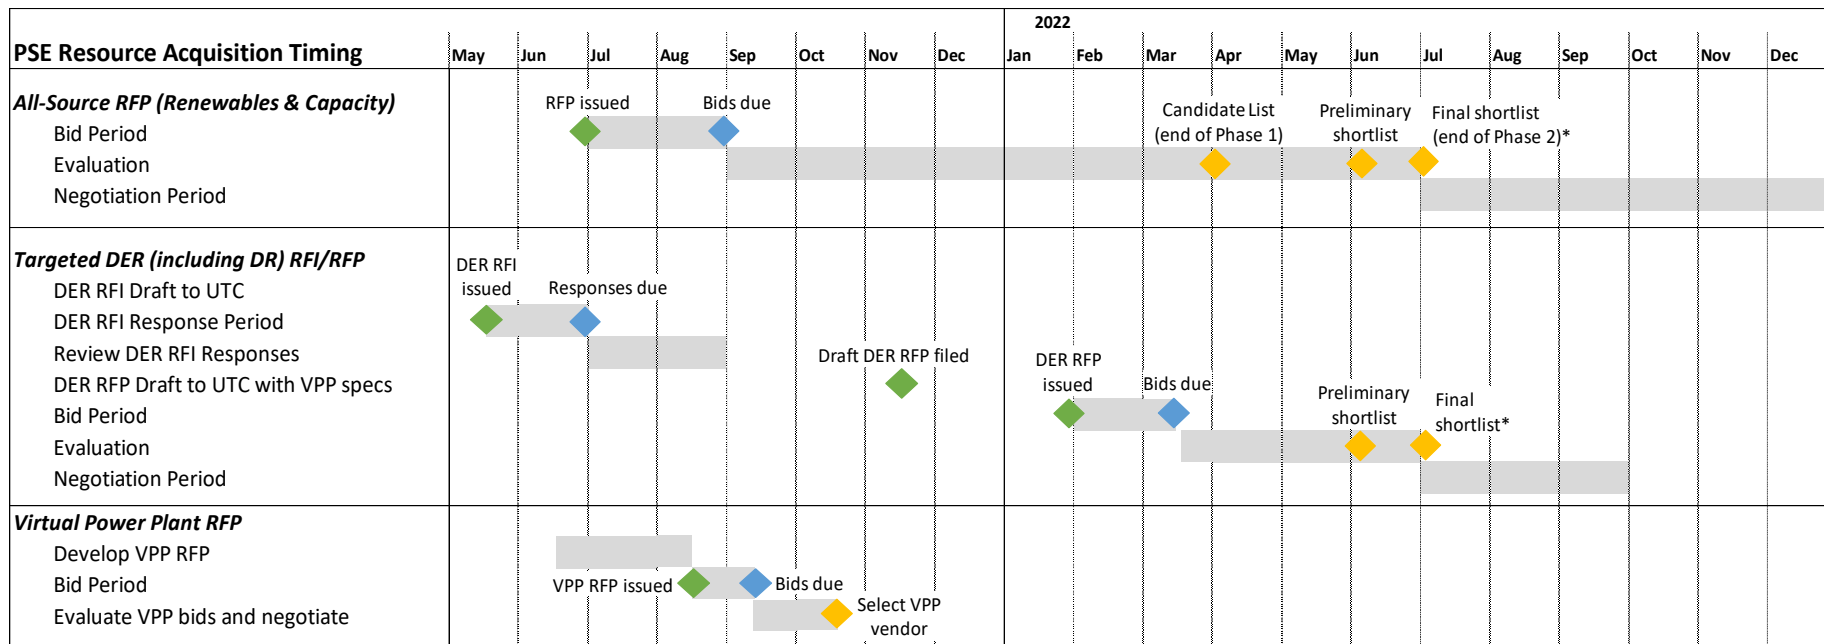 2022
PSE Resource Acquisition Timing
May Jun Jul Aug Sep Oct Nov Dec Jan Feb Mar Apr May Jun Jul Aug Sep Oct Nov Dec
All-Source RFP (Renewables & Capacity)
RFP issued
Bids due
Candidate List
(end of Phase 1)
Preliminary
shortlist
Final shortlist
(end of Phase 2)*
Bid Period
Evaluation
Negotiation Period
Targeted DER (including DR) RFI/RFP
DER RFI
issued
DER RFI Draft to UTC
Responses due
DER RFI Response Period
Review DER RFI Responses
Draft DER RFP filed
DER RFP
issued
DER RFP Draft to UTC with VPP specs
Bids due
Preliminary
shortlist
Final
shortlist*
Bid Period
Evaluation
Negotiation Period
Virtual Power Plant RFP
Develop VPP RFP
Bid Period
VPP RFP issued
Bids due
Evaluate VPP bids and negotiate
Select VPP
vendor